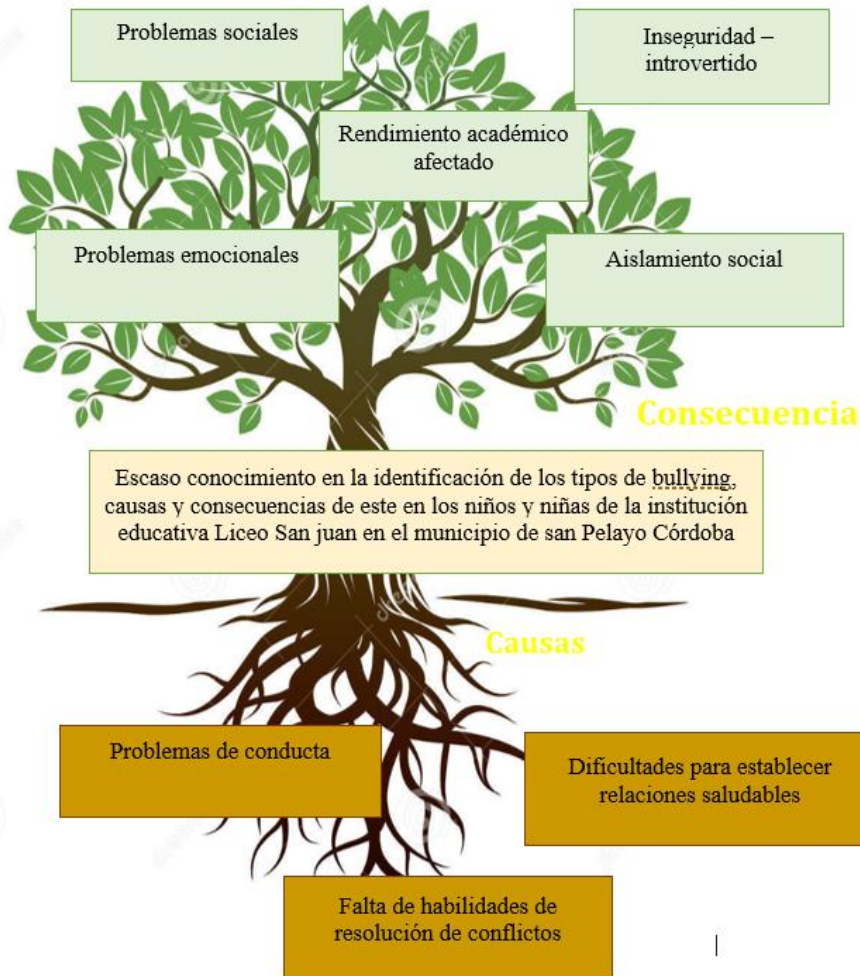 Problemas sociales
Inseguridad –
introvertido
Rendimiento académico
afectado
Problemas emocionales
Aislamiento social
Consecuencia
Escaso conocimiento en la identificación de los tipos de bullying,
causas y consecuencias de este en los niños y niñas de la institución
educativa Liceo San juan en el municipio de san Pelayo Córdoba
Causas
Problemas de conducta
Dificultades para establecer
relaciones saludables
Falta de habilidades de
resolución de conflictos